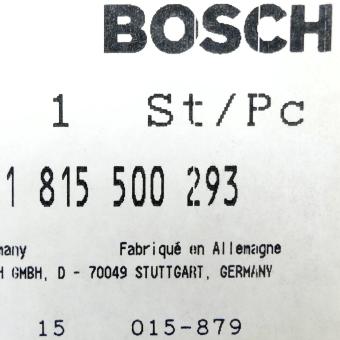 BOSCH
1 St/Pc
1 815 500 293
many Fabriqué en Allemagne
H GMBH, D - 70049 STUTTGART, GERMANY
15 015-879